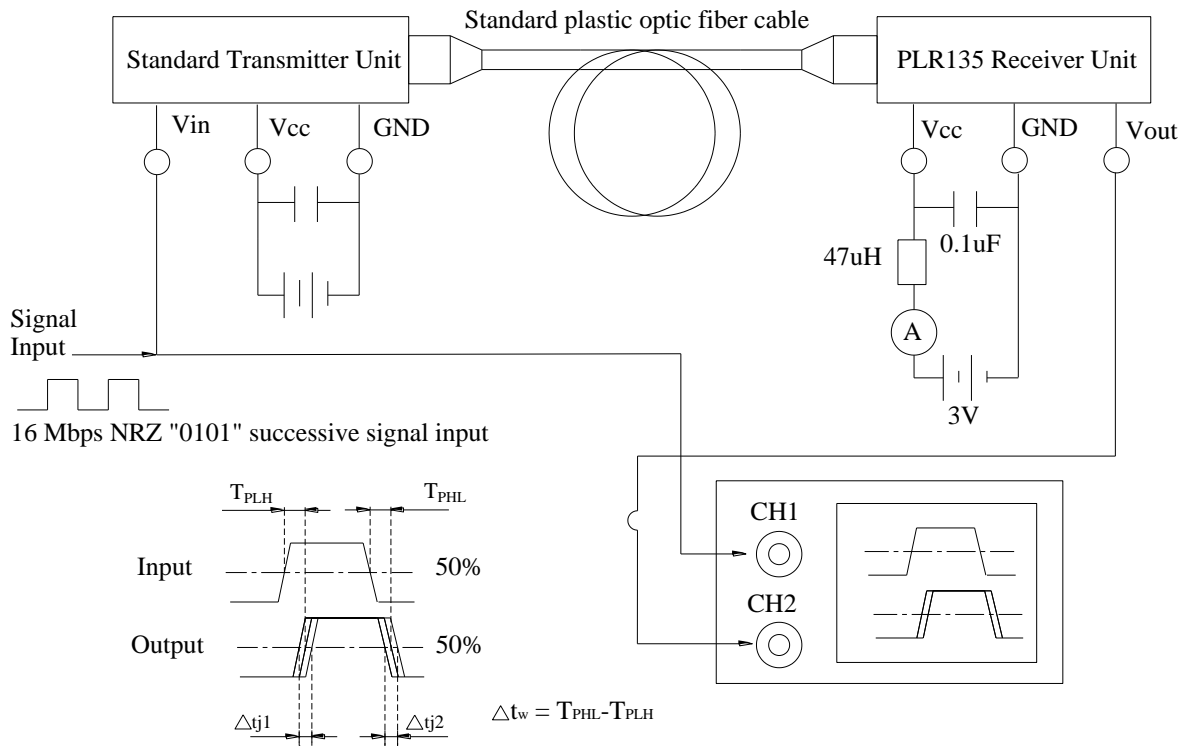 Standard plastic optic fiber cable
Standard Transmitter Unit
PLR135 Receiver Unit
Vin
Vcc
GND
Vcc
GND
Vout
0.1uF
47uH
A
3V
Signal
Input
16 Mbps NRZ "0101" successive signal input
TPLH
TPHL
Input
50%
Output
50%
△tj1
△tj2
△tw = TPHL-TPLH
CH1
CH2